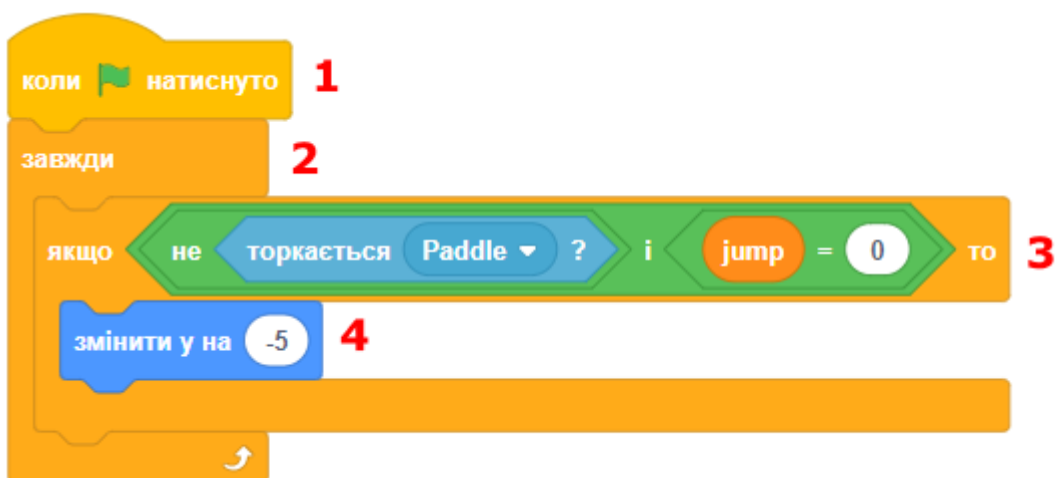 коли натиснуто 1
завжди 2
якщо не торкається Paddle ? і jump = 0 то 3
змінити y на -5 4